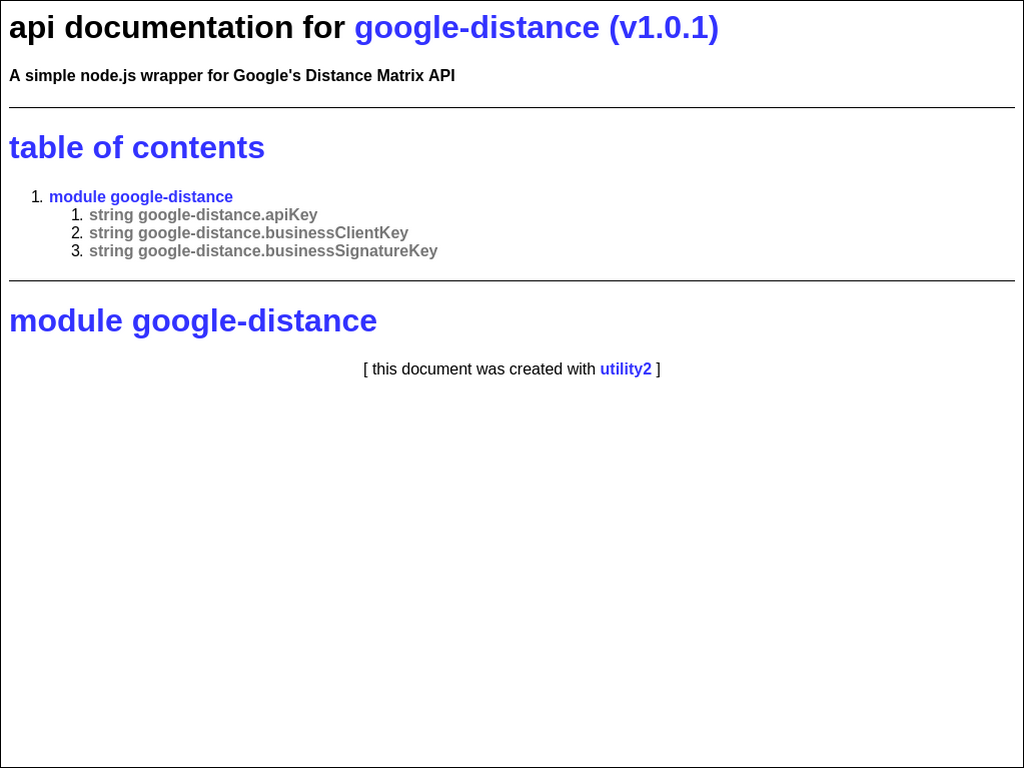 api documentation for google-distance (v1.0.1)
A simple node.js wrapper for Google's Distance Matrix API
table of contents
1. module google-distance
1. string google-distance.apiKey
2. string google-distance.businessClientKey
3. string google-distance.businessSignatureKey
module google-distance
[ this document was created with utility2 ]